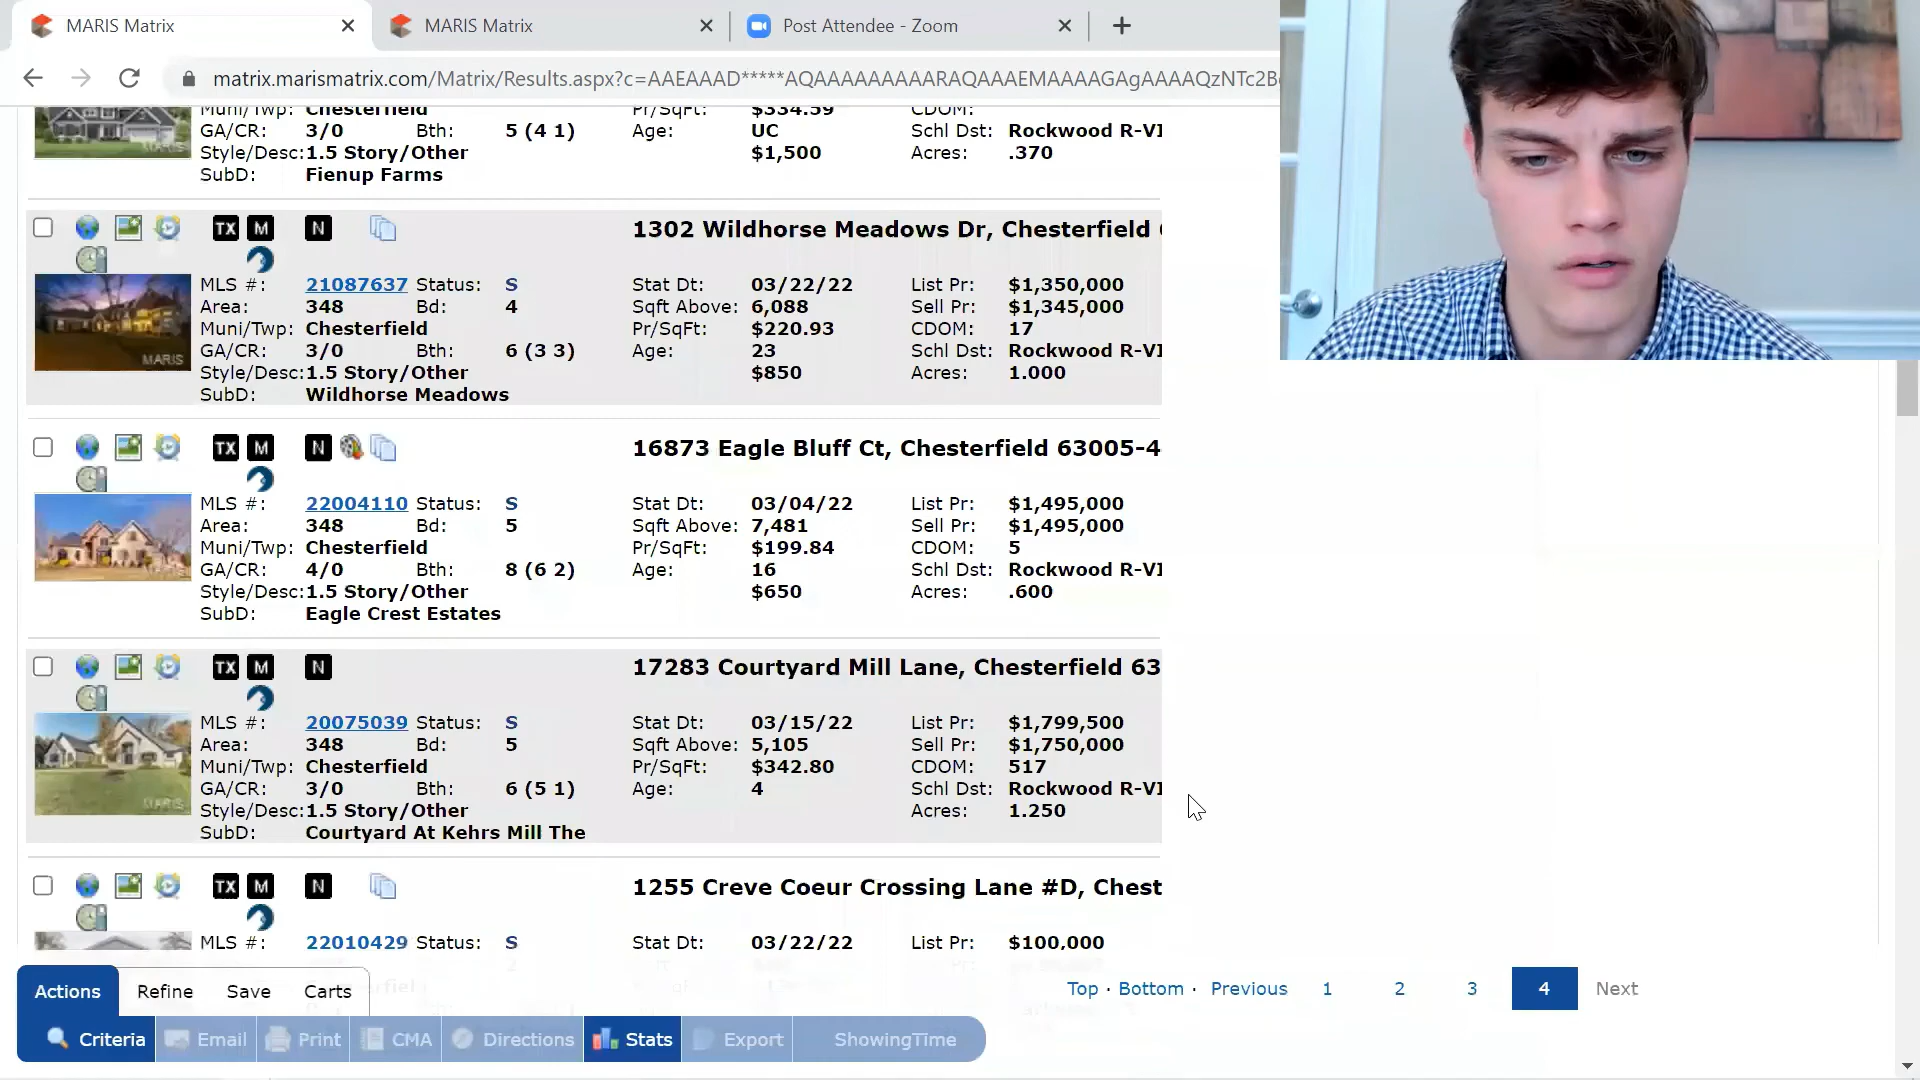 MARIS Matrix
MARIS Matrix
Post Attendee - Zoom
matrix.marismatrix.com/Matrix/Results.aspx?c=AAEAAAD*****AQAAAAAAAAARAQAAAEMAAAAGAgAAAAQzNTc2B
Muni/Twp: Chesterfield Pr/SqFt: $334.59 CDOM:
GA/CR: 3/0 Bth: 5 (4 1) Age: UC Schl Dst: Rockwood R-VI
Style/Desc: 1.5 Story/Other $1,500 Acres: .370
SubD: Fienup Farms
MARIS
TX M N 1302 Wildhorse Meadows Dr, Chesterfield
MLS #: 21087637 Status: S Stat Dt: 03/22/22 List Pr: $1,350,000
Area: 348 Bd: 4 Sqft Above: 6,088 Sell Pr: $1,345,000
Muni/Twp: Chesterfield Pr/SqFt: $220.93 CDOM: 17
GA/CR: 3/0 Bth: 6 (3 3) Age: 23 Schl Dst: Rockwood R-VI
Style/Desc: 1.5 Story/Other $850 Acres: 1.000
SubD: Wildhorse Meadows
MARIS
TX M N 16873 Eagle Bluff Ct, Chesterfield 63005-4
MLS #: 22004110 Status: S Stat Dt: 03/04/22 List Pr: $1,495,000
Area: 348 Bd: 5 Sqft Above: 7,481 Sell Pr: $1,495,000
Muni/Twp: Chesterfield Pr/SqFt: $199.84 CDOM: 5
GA/CR: 4/0 Bth: 8 (6 2) Age: 16 Schl Dst: Rockwood R-VI
Style/Desc: 1.5 Story/Other $650 Acres: .600
SubD: Eagle Crest Estates
TX M N 17283 Courtyard Mill Lane, Chesterfield 63
MLS #: 20075039 Status: S Stat Dt: 03/15/22 List Pr: $1,799,500
Area: 348 Bd: 5 Sqft Above: 5,105 Sell Pr: $1,750,000
Muni/Twp: Chesterfield Pr/SqFt: $342.80 CDOM: 517
GA/CR: 3/0 Bth: 6 (5 1) Age: 4 Schl Dst: Rockwood R-VI
Style/Desc: 1.5 Story/Other Acres: 1.250
SubD: Courtyard At Kehrs Mill The
MARIS
TX M N 1255 Creve Coeur Crossing Lane #D, Chest
MLS #: 22010429 Status: S Stat Dt: 03/22/22 List Pr: $100,000
Actions Refine Save Carts
Top · Bottom · Previous 1 2 3 4 Next
Criteria Email Print CMA Directions Stats Export ShowingTime